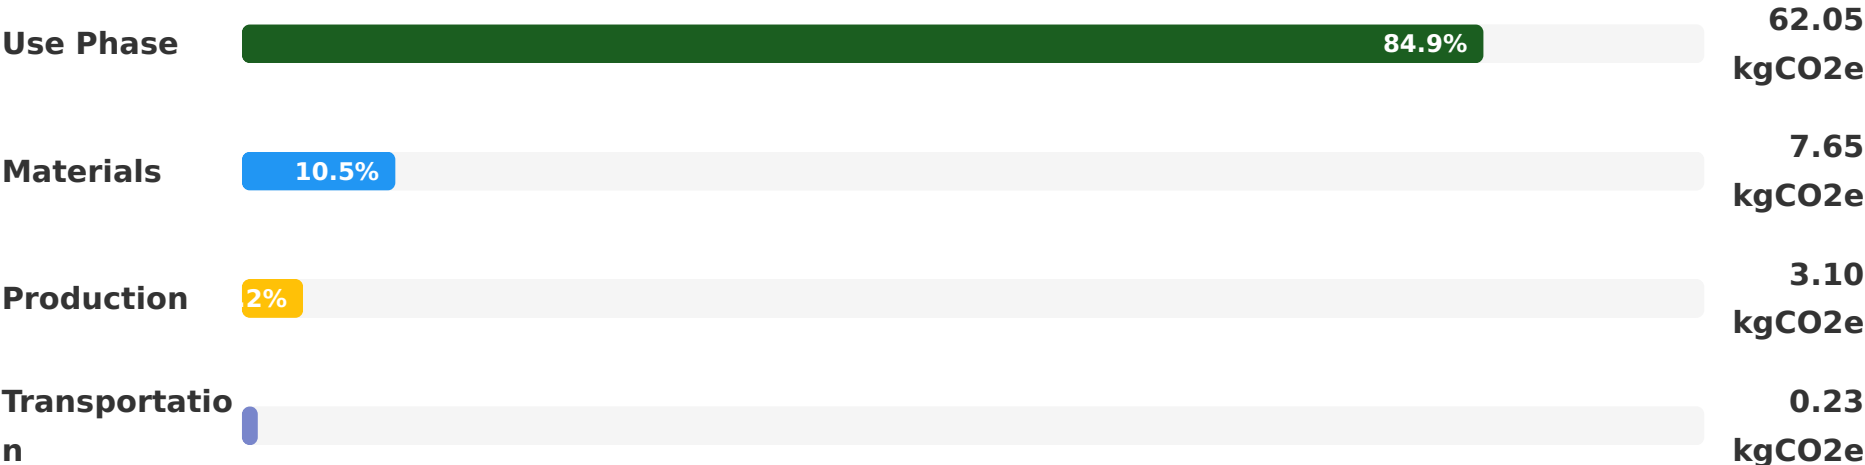 Use Phase
84.9%
62.05
kgCO2e
Materials
10.5%
7.65
kgCO2e
Production
.2%
3.10
kgCO2e
Transportatio
n
0.23
kgCO2e